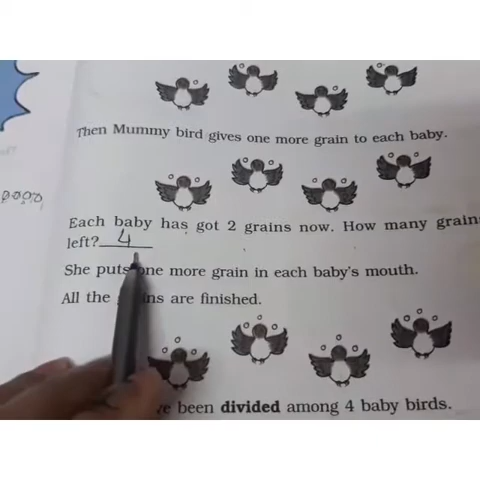 Then Mummy bird gives one more grain to each baby.
Each baby has got 2 grains now. How many grains
left? 4
She puts one more grain in each baby's mouth.
All the grains are finished.
been divided among 4 baby birds.